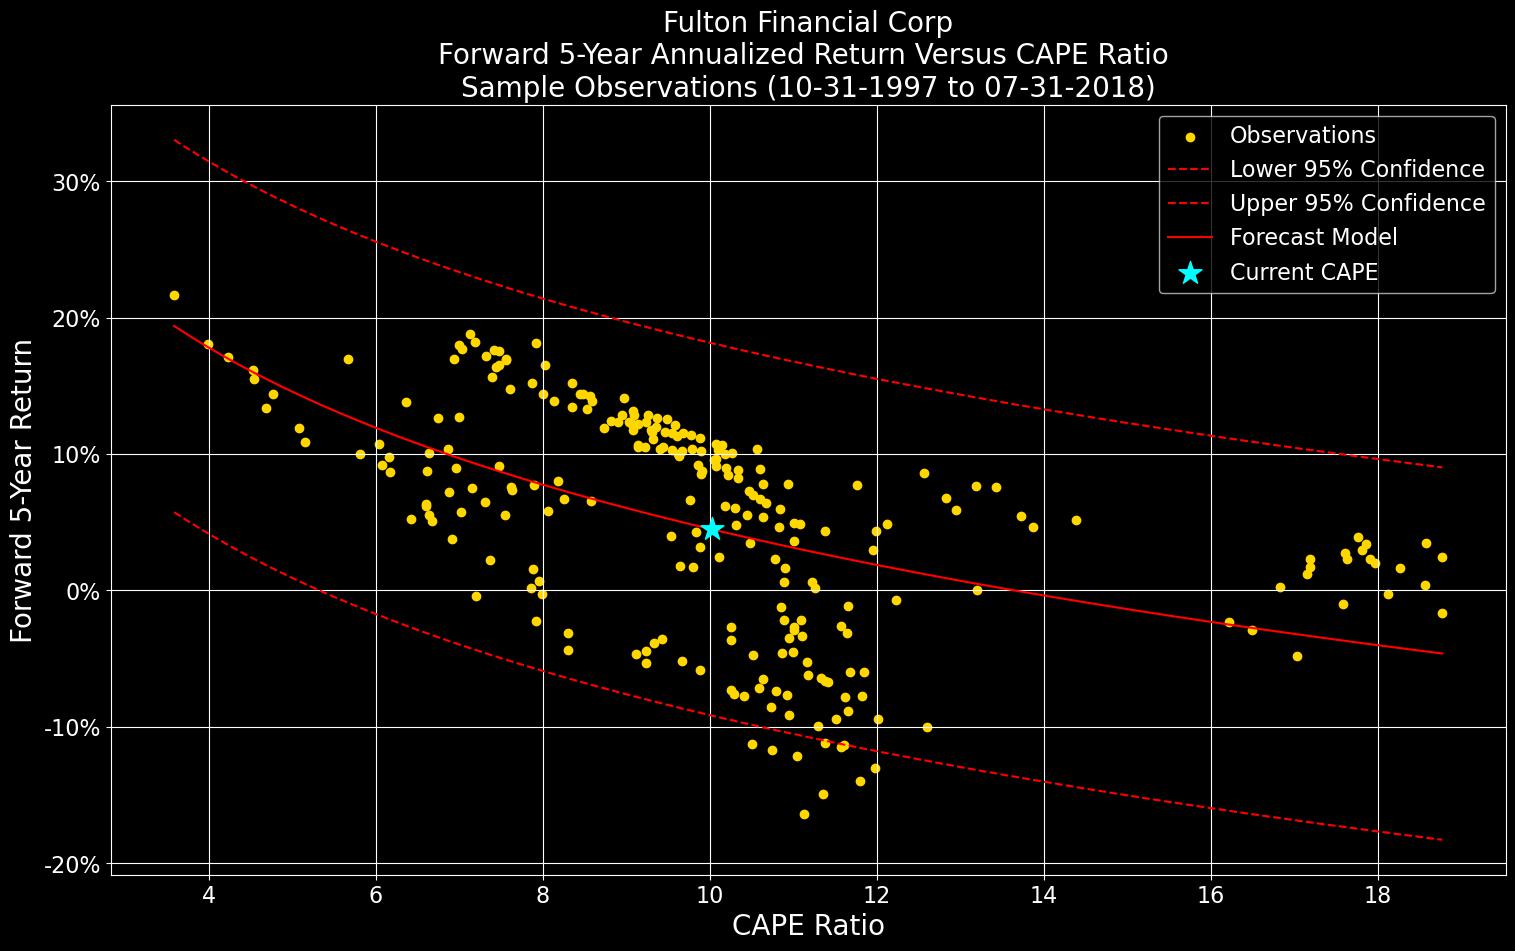 Fulton Financial Corp
Forward 5-Year Annualized Return Versus CAPE Ratio
Sample Observations (10-31-1997 to 07-31-2018)
Observations
Lower 95% Confidence
Upper 95% Confidence
Forecast Model
Current CAPE
Forward 5-Year Return
30%
20%
10%
0%
-10%
-20%
4 6 8 10 12 14 16 18
CAPE Ratio